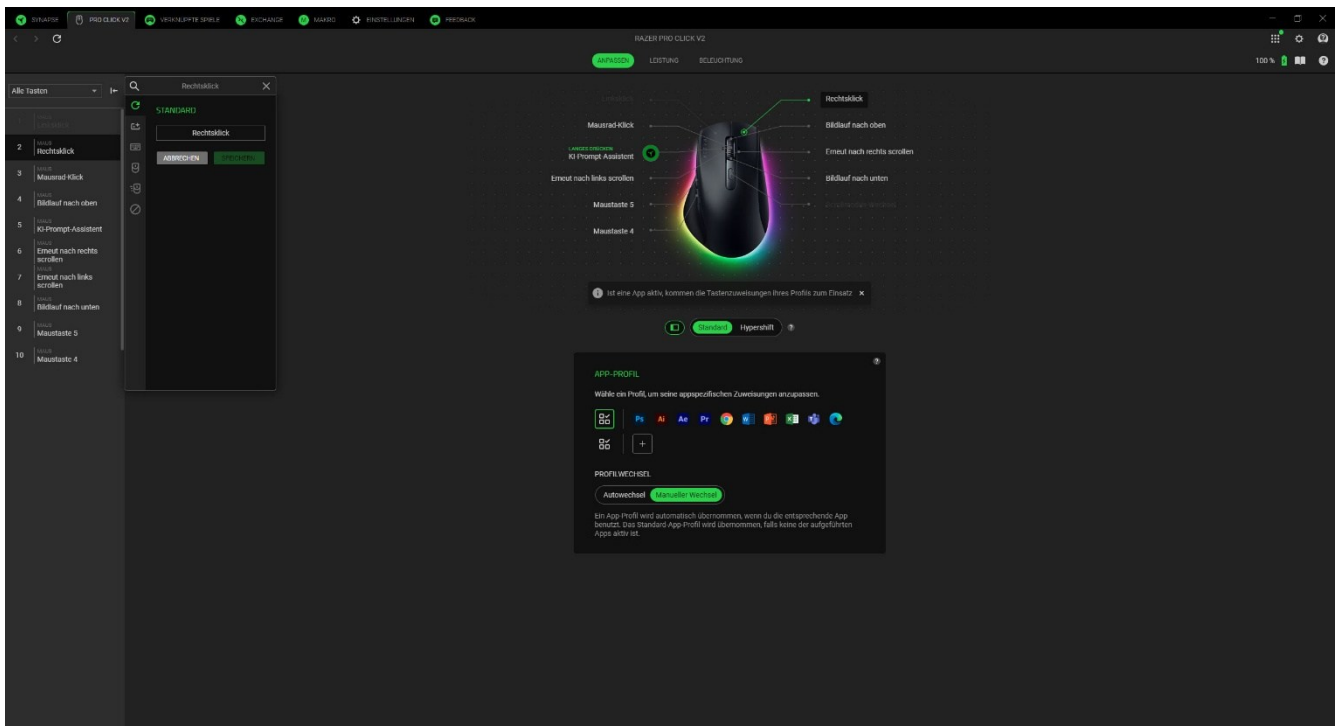 SYNAPSE
PRO CLICK V2
VERKNÜPFTE SPIELE
EXCHANGE
MAKRO
EINSTELLUNGEN
FEEDBACK
RAZER PRO CLICK V2
ANPASSEN
LEISTUNG
BELEUCHTUNG
100 %
Alle Tasten
2
MAUS
Rechtsklick
3
MAUS
Mausrad-Klick
4
MAUS
Bildlauf nach oben
5
MAUS
KI-Prompt-Assistent
6
MAUS
Erneut nach rechts
scrollen
7
MAUS
Erneut nach links
scrollen
8
MAUS
Bildlauf nach unten
9
MAUS
Maustaste 5
10
MAUS
Maustaste 4
Rechtsklick
STANDARD
Rechtsklick
ABBRECHEN
SPEICHERN
Mausrad-Klick
LANGES DRÜCKEN
KI-Prompt-Assistent
Erneut nach links scrollen
Maustaste 5
Maustaste 4
Rechtsklick
Bildlauf nach oben
Erneut nach rechts scrollen
Bildlauf nach unten
Ist eine App aktiv, kommen die Tastenzuweisungen ihres Profils zum Einsatz
Standard
Hypershift
APP-PROFIL
Wähle ein Profil, um seine appspezifischen Zuweisungen anzupassen.
Ps
Ai
Ae
Pr
PROFILWECHSEL
Autowechsel
Manueller Wechsel
Ein App-Profil wird automatisch übernommen, wenn du die entsprechende App
benutzt. Das Standard-App-Profil wird übernommen, falls keine der aufgeführten
Apps aktiv ist.